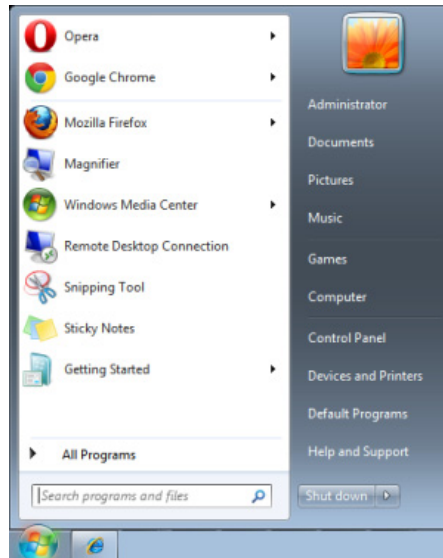 Opera
Google Chrome
Mozilla Firefox
Magnifier
Windows Media Center
Remote Desktop Connection
Snipping Tool
Sticky Notes
Getting Started
All Programs
Search programs and files
Administrator
Documents
Pictures
Music
Games
Computer
Control Panel
Devices and Printers
Default Programs
Help and Support
Shut down